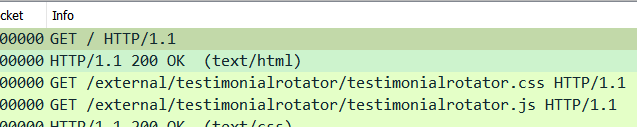 cket Info
00000 GET / HTTP/1.1
00000 HTTP/1.1 200 OK (text/html)
00000 GET /external/testimonialrotator/testimonialrotator.css HTTP/1.1
00000 GET /external/testimonialrotator/testimonialrotator.js HTTP/1.1
00000 HTTP/1.1 200 OK (text/css)